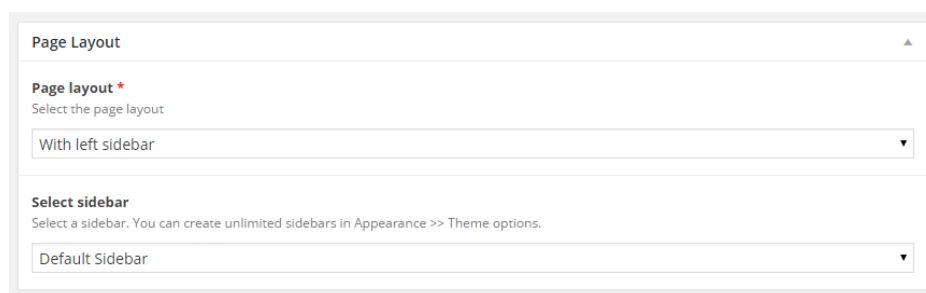 Page Layout
Page layout *
Select the page layout
With left sidebar
Select sidebar
Select a sidebar. You can create unlimited sidebars in Appearance >> Theme options.
Default Sidebar